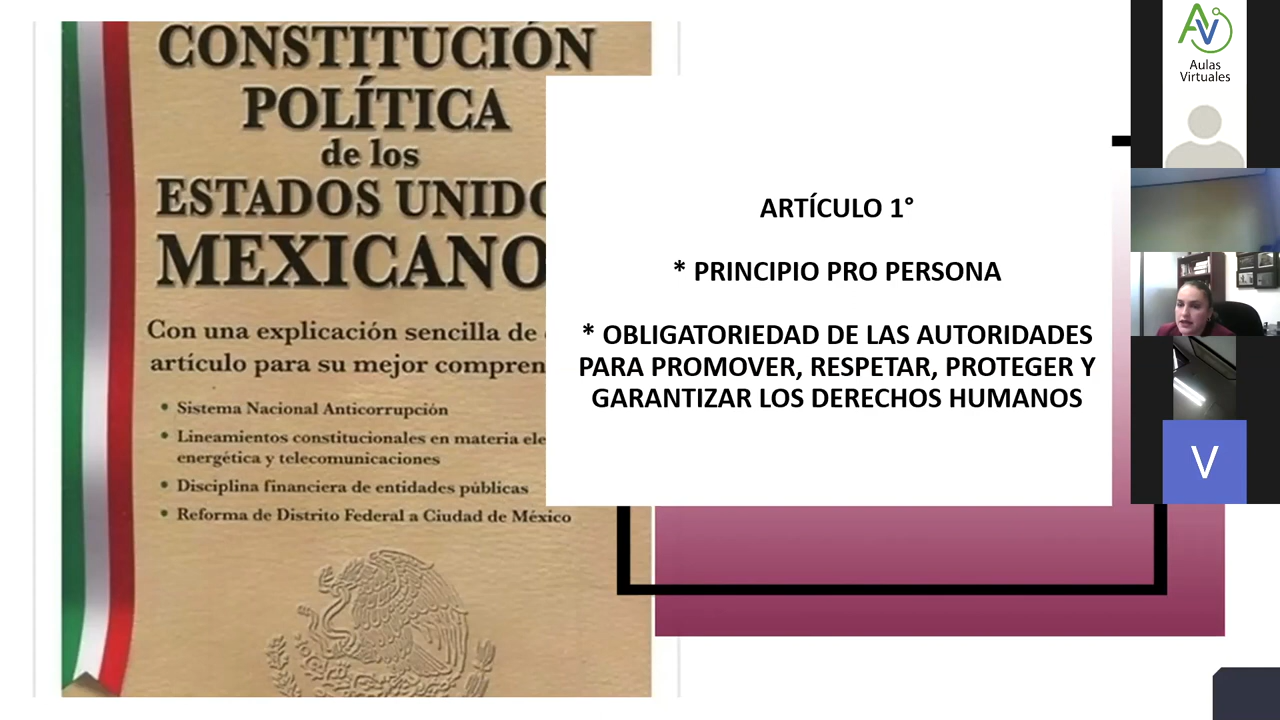 CONSTITUCIÓN
POLÍTICA
de los
ESTADOS UNIDO
MEXICANO
Con una explicación sencilla de
artículo para su mejor compren
• Sistema Nacional Anticorrupción
• Lineamientos constitucionales en materia ele
energética y telecomunicaciones
• Disciplina financiera de entidades públicas
• Reforma de Distrito Federal a Ciudad de México
ARTÍCULO 1°
* PRINCIPIO PRO PERSONA
* OBLIGATORIEDAD DE LAS AUTORIDADES
PARA PROMOVER, RESPETAR, PROTEGER Y
GARANTIZAR LOS DERECHOS HUMANOS
AV
Aulas
Virtuales
V